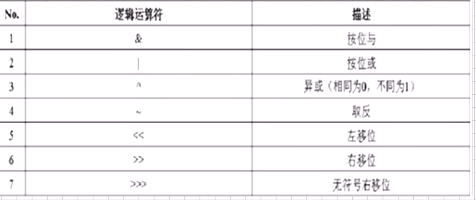 No. 逻辑运算符 描述
1 & 按位与
2 | 按位或
3 ^ 异或（相同为0，不同为1）
4 ~ 取反
5 << 左移位
6 >> 右移位
7 >>> 无符号右移位